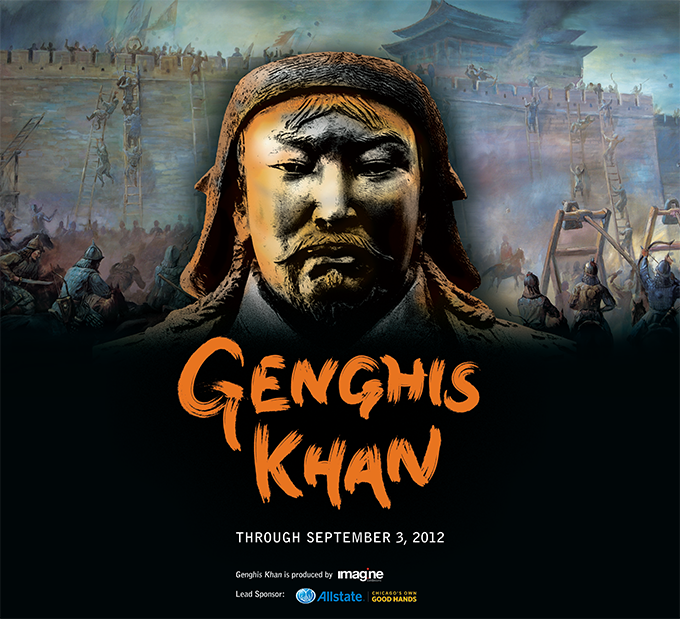 GENGHIS
KHAN
THROUGH SEPTEMBER 3, 2012
Genghis Khan is produced by imagine
Lead Sponsor: Allstate CHICAGO'S OWN
GOOD HANDS